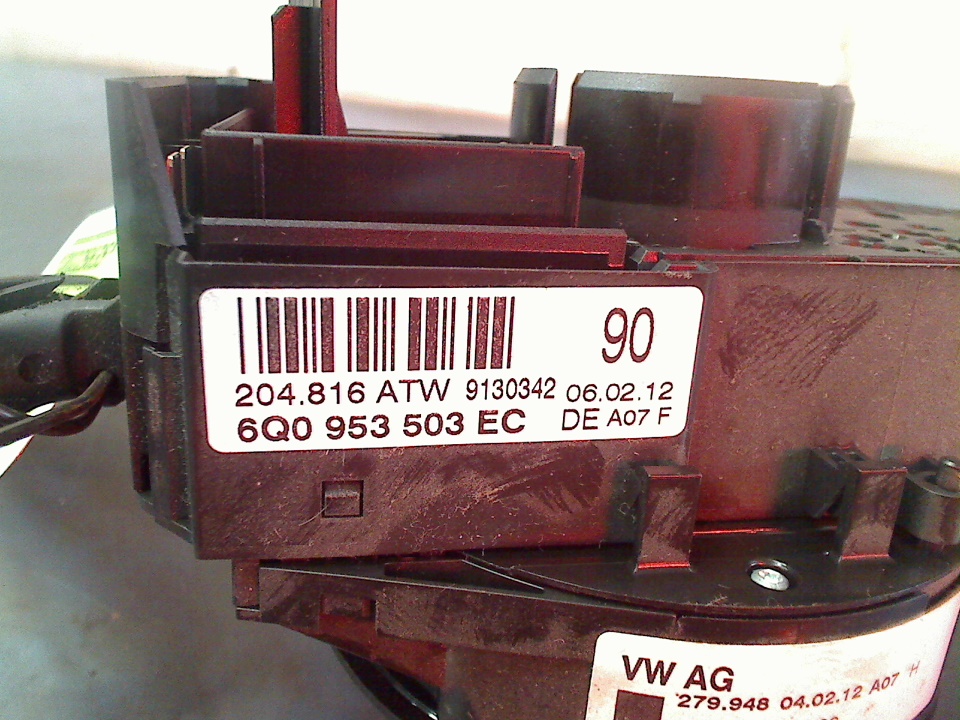 90
204.816 ATW 9130342 06.02.12
6Q0 953 503 EC DE A07 F
VW AG
279.948 04.02.12 A07 H